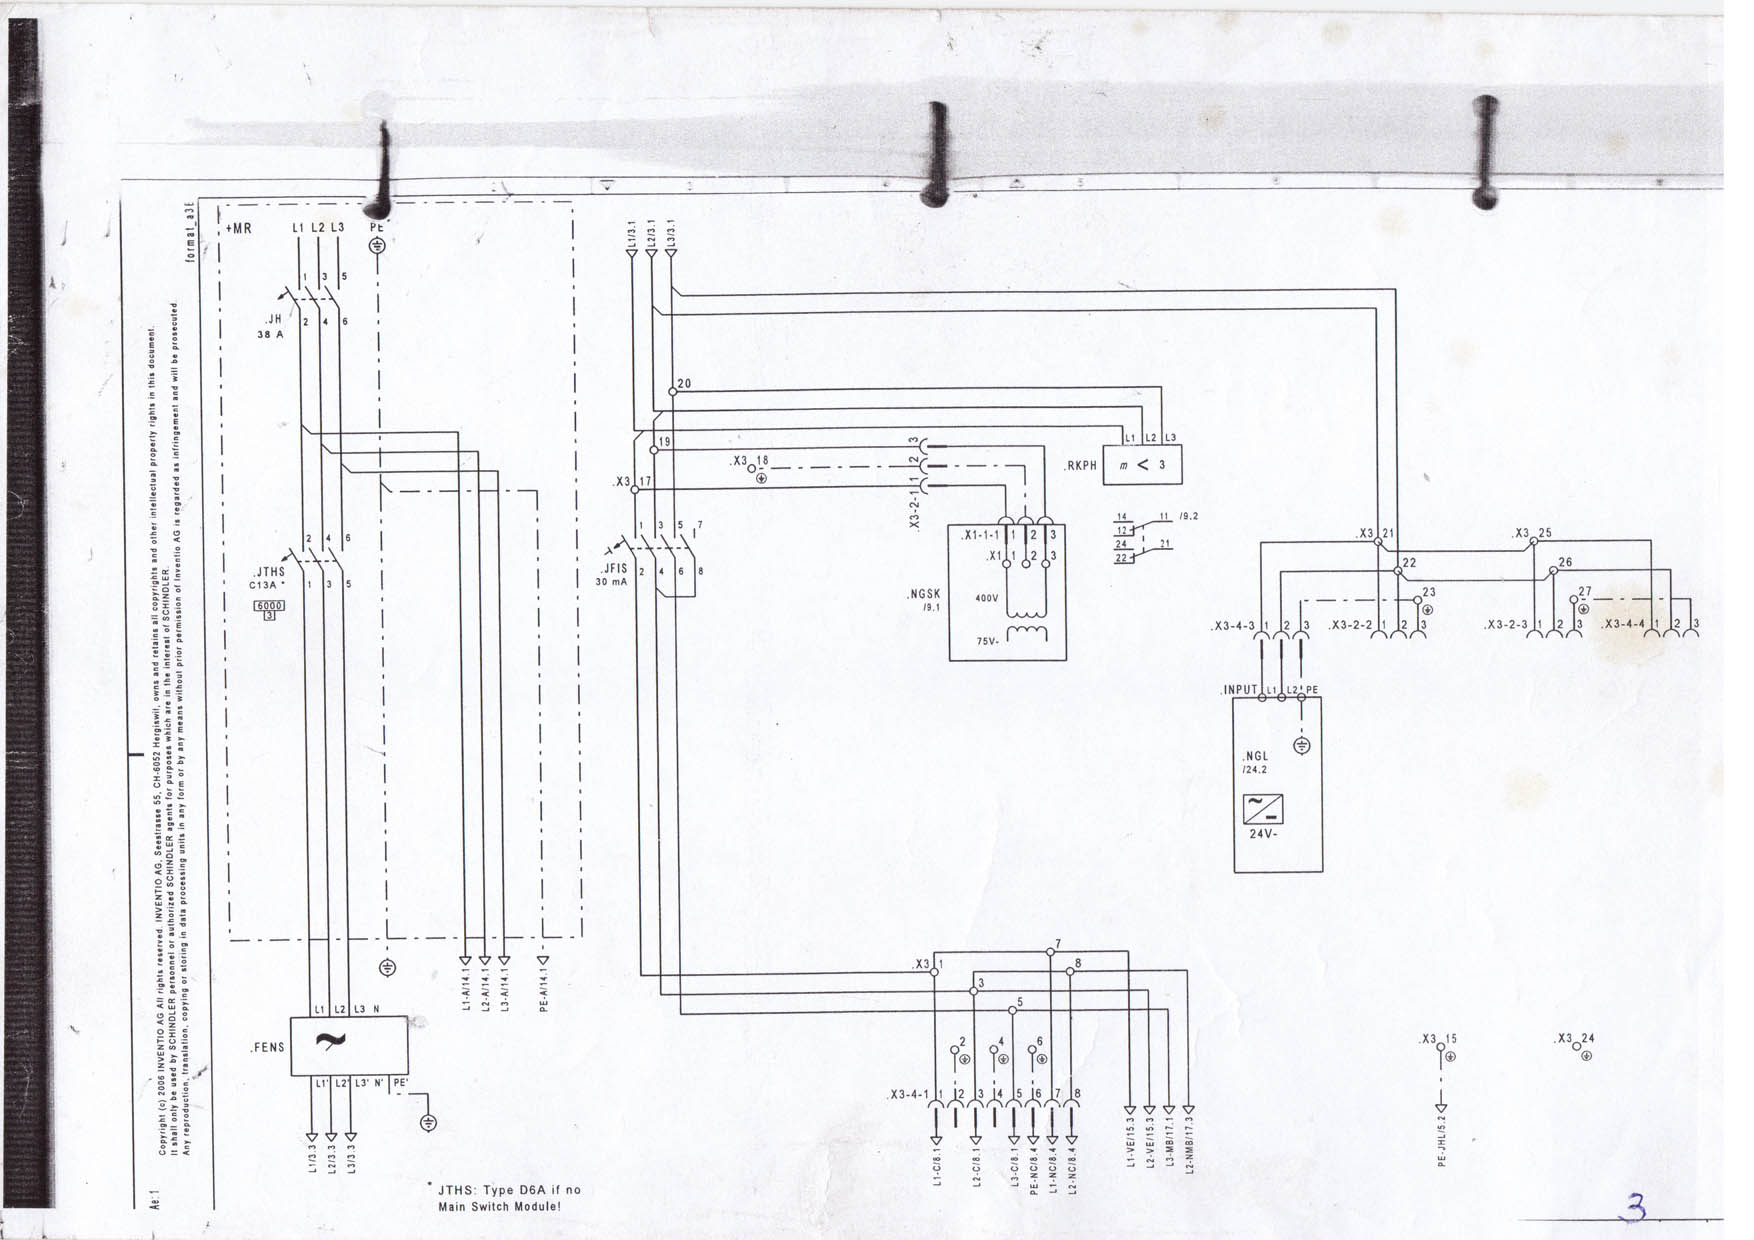 format_a3E
Copyright (c) 2006 INVENTIO AG All rights reserved. INVENTIO AG, Seestrasse 55, CH-6052 Hergiswil, owns and retains all copyrights and other intellectual property rights in this document.
It shall only be used by SCHINDLER personnel or authorized SCHINDLER agents for purposes which are in the interest of SCHINDLER.
Any reproduction, translation, copying or storing in data processing units in any form or by any means without prior permission of Inventio AG is regarded as infringement and will be prosecuted
Ae:1
+MR
L1 L2 L3 PE
1 3 5
.JH
38 A
2 4 6
2 4 6
.JTHS
C13A *
6000
3
1 3 5
L1-A/14.1
L2-A/14.1
L3-A/14.1
PE-A/14.1
L1 L2 L3 N
.FENS
L1' L2' L3' N' PE'
L1/3.3
L2/3.3
L3/3.3
* JTHS: Type D6A if no
Main Switch Module!
L1/3.1
L2/3.1
L3/3.1
20
19
.X3 17
.X3 18
3
2
1
.X3-2-1
1 3 5 7
.JFIS
30 mA
2 4 6 8
.X1-1-1 1 2 3
.X1 1 2 3
.NGSK
/9.1
400V
75V-
L1 L2 L3
.RKPH
m < 3
14
12
11 /9.2
24
22
21
.X3 21
22
23
.X3 25
26
27
.X3-4-3 1 2 3
.X3-2-2 1 2 3
.X3-2-3 1 2 3
.X3-4-4 1 2 3
.INPUT L1 L2' PE
.NGL
/24.2
24V-
.X3 1
7
3
8
5
2
4
6
.X3-4-1 1 2 3 4 5 6 7 8
L1-C/8.1
L2-C/8.1
L3-C/8.1
PE-NC/8.4
L1-NC/8.4
L2-NC/8.4
L1-VE/15.3
L2-VE/15.3
L3-MB/17.1
L2-NMB/17.3
.X3 15
PE-JHL/5.2
.X3 24
3